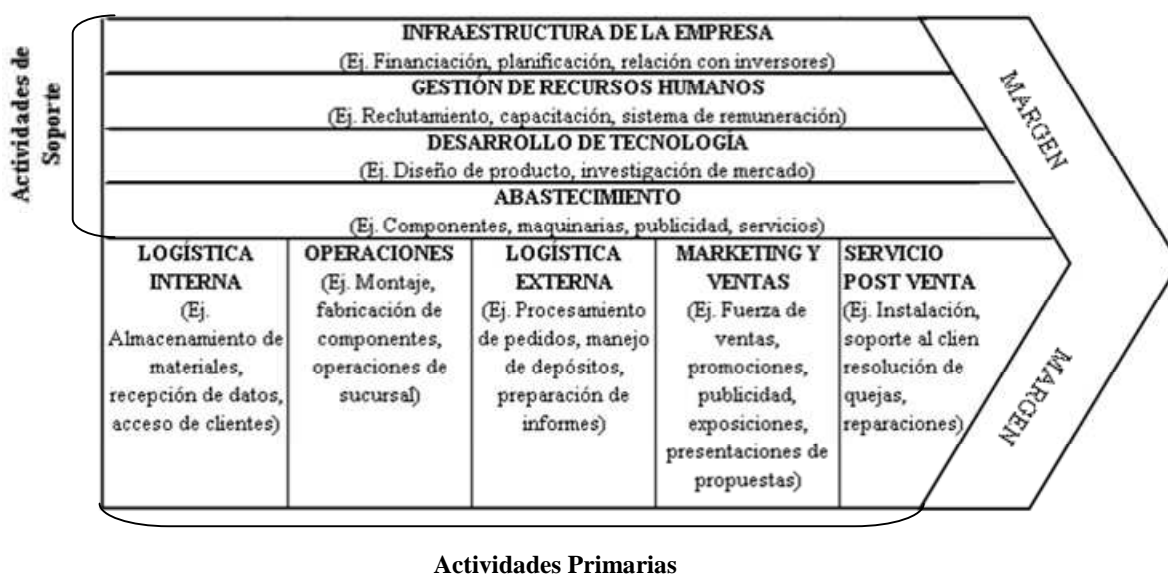 Actividades de
Soporte
INFRAESTRUCTURA DE LA EMPRESA
(Ej. Financiación, planificación, relación con inversores)
GESTIÓN DE RECURSOS HUMANOS
(Ej. Reclutamiento, capacitación, sistema de remuneración)
DESARROLLO DE TECNOLOGÍA
(Ej. Diseño de producto, investigación de mercado)
ABASTECIMIENTO
(Ej. Componentes, maquinarias, publicidad, servicios)
LOGÍSTICA
INTERNA
(Ej.
Almacenamiento de
materiales,
recepción de datos,
acceso de clientes)
OPERACIONES
(Ej. Montaje,
fabricación de
componentes,
operaciones de
sucursal)
LOGÍSTICA
EXTERNA
(Ej. Procesamiento
de pedidos, manejo
de depósitos,
preparación de
informes)
MARKETING Y
VENTAS
(Ej. Fuerza de
ventas,
promociones,
publicidad,
exposiciones,
presentaciones de
propuestas)
SERVICIO
POST VENTA
(Ej. Instalación,
soporte al clien
resolución de
quejas,
reparaciones)
MARGEN
MARGEN
Actividades Primarias